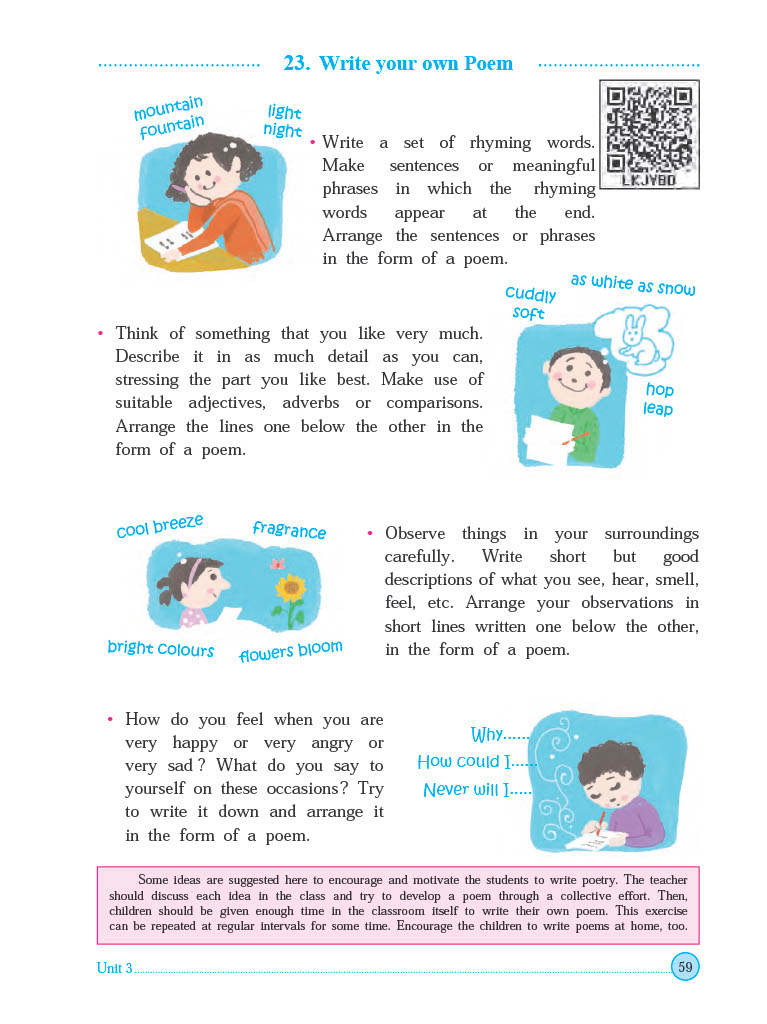 23. Write your own Poem
mountain
fountain
light
night
• Write a set of rhyming words.
Make sentences or meaningful
phrases in which the rhyming
words appear at the end.
Arrange the sentences or phrases
in the form of a poem.
LKJYBD
• Think of something that you like very much.
Describe it in as much detail as you can,
stressing the part you like best. Make use of
suitable adjectives, adverbs or comparisons.
Arrange the lines one below the other in the
form of a poem.
cuddly
soft
as white as snow
hop
leap
cool breeze
fragrance
bright colours
flowers bloom
• Observe things in your surroundings
carefully. Write short but good
descriptions of what you see, hear, smell,
feel, etc. Arrange your observations in
short lines written one below the other,
in the form of a poem.
• How do you feel when you are
very happy or very angry or
very sad ? What do you say to
yourself on these occasions? Try
to write it down and arrange it
in the form of a poem.
Why......
How could I......
Never will I.....
Some ideas are suggested here to encourage and motivate the students to write poetry. The teacher
should discuss each idea in the class and try to develop a poem through a collective effort. Then,
children should be given enough time in the classroom itself to write their own poem. This exercise
can be repeated at regular intervals for some time. Encourage the children to write poems at home, too.
Unit 3
59